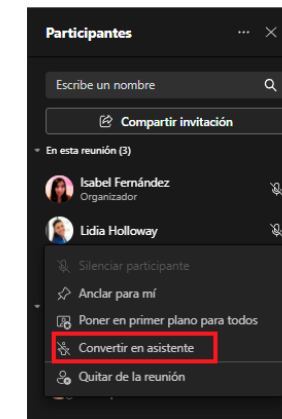 Participantes
Escribe un nombre
Compartir invitación
En esta reunión (3)
Isabel Fernández
Organizador
Lidia Holloway
Silenciar participante
Anclar para mí
Poner en primer plano para todos
Convertir en asistente
Quitar de la reunión